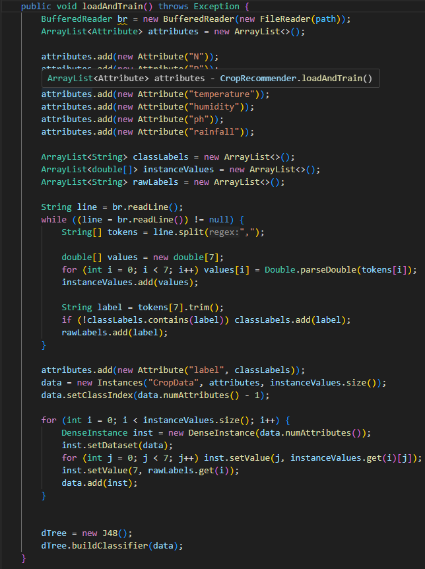 public void loadAndTrain() throws Exception {
    BufferedReader br = new BufferedReader(new FileReader(path));
    ArrayList<Attribute> attributes = new ArrayList<>();

    attributes.add(new Attribute("N"));
    ArrayList<Attribute> attributes - CropRecommender.loadAndTrain()
    attributes.add(new Attribute("temperature"));
    attributes.add(new Attribute("humidity"));
    attributes.add(new Attribute("ph"));
    attributes.add(new Attribute("rainfall"));

    ArrayList<String> classLabels = new ArrayList<>();
    ArrayList<double[]> instanceValues = new ArrayList<>();
    ArrayList<String> rawLabels = new ArrayList<>();

    String line = br.readLine();
    while ((line = br.readLine()) != null) {
        String[] tokens = line.split(regex:",");

        double[] values = new double[7];
        for (int i = 0; i < 7; i++) values[i] = Double.parseDouble(tokens[i]);
        instanceValues.add(values);

        String label = tokens[7].trim();
        if (!classLabels.contains(label)) classLabels.add(label);
        rawLabels.add(label);
    }

    attributes.add(new Attribute("label", classLabels));
    data = new Instances("CropData", attributes, instanceValues.size());
    data.setClassIndex(data.numAttributes() - 1);

    for (int i = 0; i < instanceValues.size(); i++) {
        DenseInstance inst = new DenseInstance(data.numAttributes());
        inst.setDataset(data);
        for (int j = 0; j < 7; j++) inst.setValue(j, instanceValues.get(i)[j]);
        inst.setValue(7, rawLabels.get(i));
        data.add(inst);
    }

    dTree = new J48();
    dTree.buildClassifier(data);
}